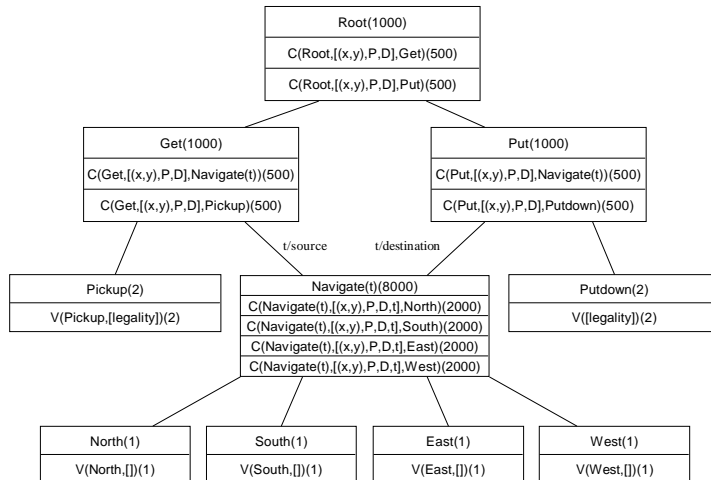 Root(1000)
C(Root,[(x,y),P,D],Get)(500)
C(Root,[(x,y),P,D],Put)(500)
Get(1000)
C(Get,[(x,y),P,D],Navigate(t))(500)
C(Get,[(x,y),P,D],Pickup)(500)
Put(1000)
C(Put,[(x,y),P,D],Navigate(t))(500)
C(Put,[(x,y),P,D],Putdown)(500)
t/source
t/destination
Pickup(2)
V(Pickup,[legality])(2)
Navigate(t)(8000)
C(Navigate(t),[(x,y),P,D,t],North)(2000)
C(Navigate(t),[(x,y),P,D,t],South)(2000)
C(Navigate(t),[(x,y),P,D,t],East)(2000)
C(Navigate(t),[(x,y),P,D,t],West)(2000)
Putdown(2)
V([legality])(2)
North(1)
V(North,[])(1)
South(1)
V(South,[])(1)
East(1)
V(East,[])(1)
West(1)
V(West,[])(1)